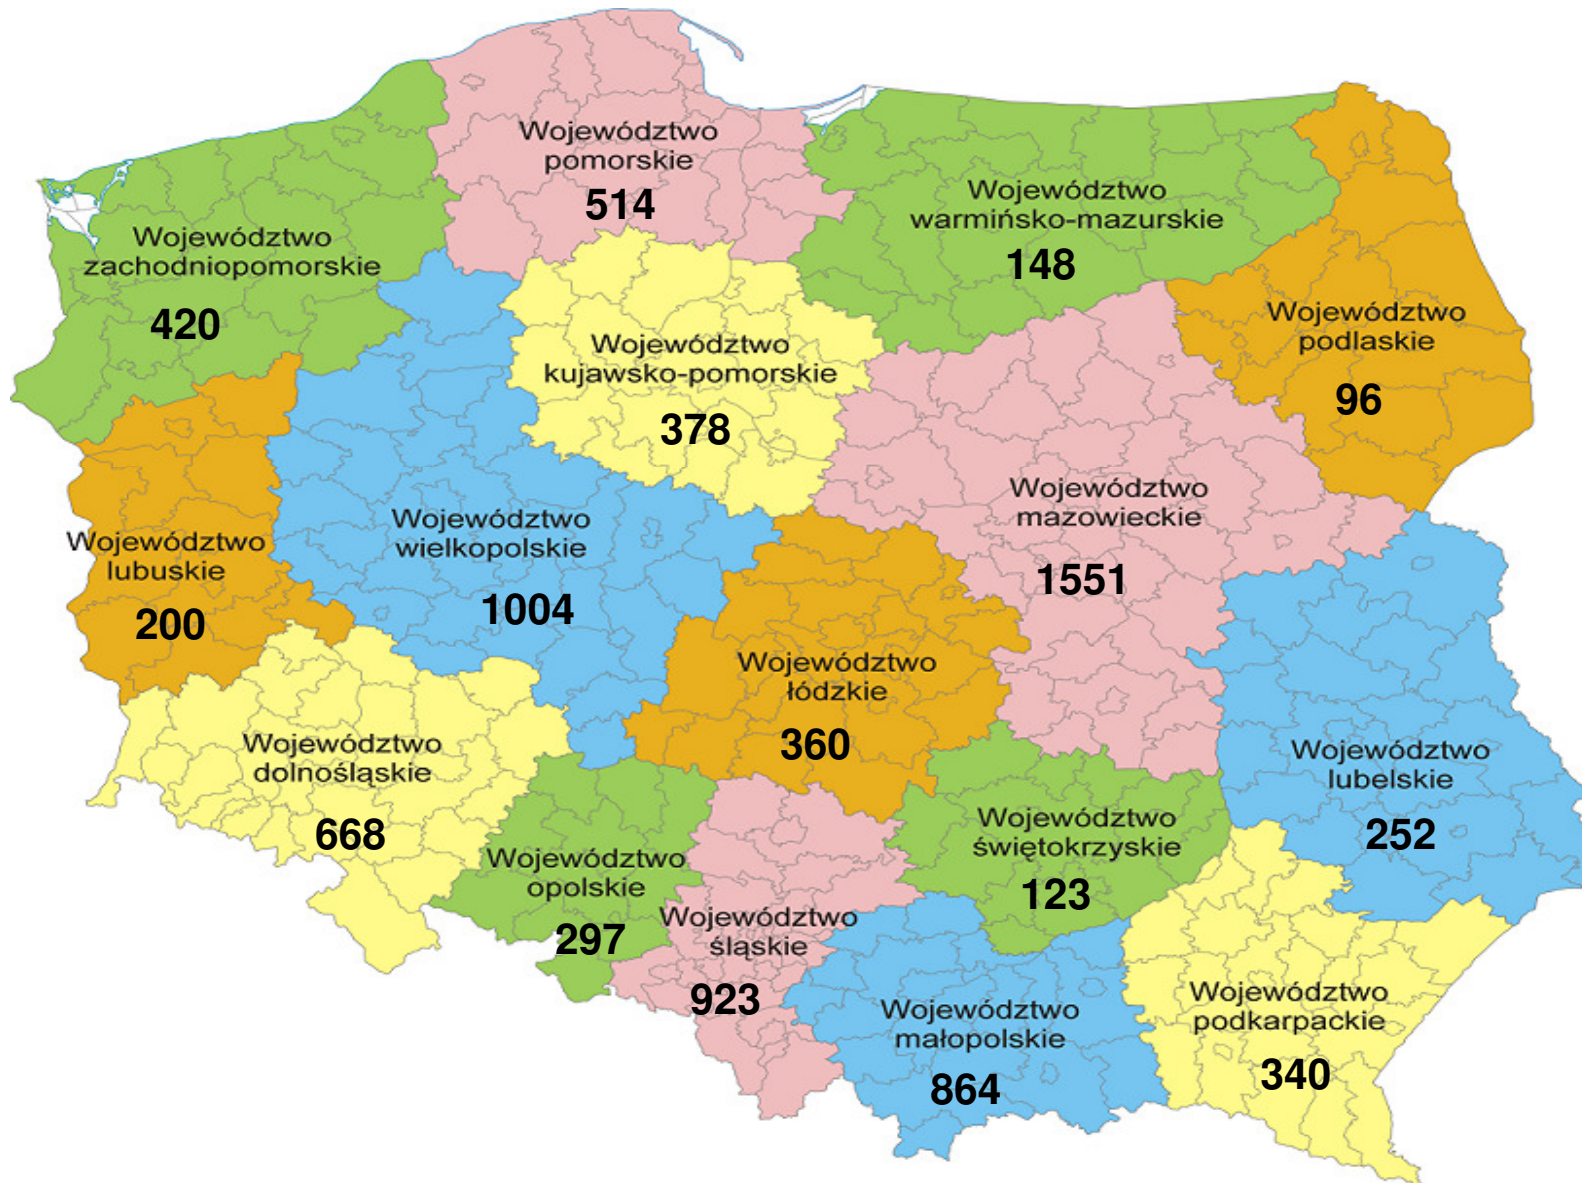 Województwo
pomorskie
514
Województwo
warmińsko-mazurskie
148
Województwo
zachodniopomorskie
420
Województwo
podlaskie
96
Województwo
kujawsko-pomorskie
378
Województwo
mazowieckie
1551
Województwo
wielkopolskie
1004
Województwo
lubuskie
200
Województwo
łódzkie
360
Województwo
dolnośląskie
668
Województwo
lubelskie
252
Województwo
świętokrzyskie
123
Województwo
opolskie
297
Województwo
śląskie
923
Województwo
małopolskie
864
Województwo
podkarpackie
340